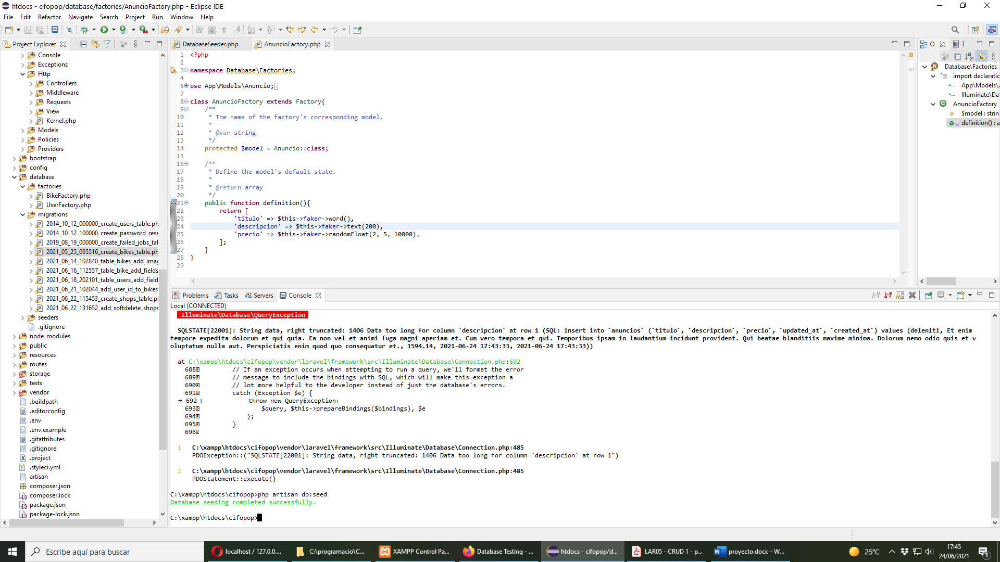 htdocs - cifopop/database/factories/AnuncioFactory.php - Eclipse IDE
File Edit Refactor Navigate Search Project Run Window Help
Project Explorer
Console
Exceptions
Http
Controllers
Middleware
Requests
View
Kernel.php
Models
Policies
Providers
bootstrap
config
database
factories
BikeFactory.php
UserFactory.php
migrations
2014_10_12_000000_create_users_table.ph
2014_10_12_100000_create_password_rese
2019_08_19_000000_create_failed_jobs_tab
2021_05_25_095516_create_bikes_table.ph
2021_06_14_102840_table_bikes_add_imag
2021_06_16_112557_table_bike_add_fields
2021_06_18_202101_table_users_add_field
2021_06_21_102044_add_user_id_to_bikes_
2021_06_22_115453_create_shops_table.pl
2021_06_22_131652_add_softdelete_shops
seeders
.gitignore
node_modules
public
resources
routes
storage
tests
vendor
.buildpath
.editorconfig
.env
.env.example
.gitattributes
.gitignore
.project
.styleci.yml
artisan
composer.json
composer.lock
package.json
package-lock.json
DatabaseSeeder.php AnuncioFactory.php
1 <?php
2
3 namespace Database\Factories;
4
5 use App\Models\Anuncio;
7
8 class AnuncioFactory extends Factory{
9 /**
10 * The name of the factory's corresponding model.
11 *
12 * @var string
13 */
14 protected $model = Anuncio::class;
15
16 /**
17 * Define the model's default state.
18 *
19 * @return array
20 */
21 public function definition(){
22 return [
23 'titulo' => $this->faker->word(),
24 'descripcion' => $this->faker->text(200),
25 'precio' => $this->faker->randomFloat(2, 5, 10000),
26 ];
27 }
28 }
29
O T
Database\Factories
import declaratic
App\Models\
Illuminate\Da
AnuncioFactory
$model : strin
definition() : a
Problems Tasks Servers Console
Local (CONNECTED)
Illuminate\Database\QueryException
SQLSTATE[22001]: String data, right truncated: 1406 Data too long for column 'descripcion' at row 1 (SQL: insert into `anuncios` (`titulo`, `descripcion`, `precio`, `updated_at`, `created_at`) values (deleniti, Et enim
tempore expedita dolorum et qui quia. Ea non vel et animi fuga magni aperiam et. Cum vero tempora et qui. Temporibus ipsam in laudantium incidunt provident. Qui beatae blanditiis maxime minima. Dolorum nemo odio quis et v
oluptatum nulla aut. Perspiciatis enim quod quo consequatur et., 1594.14, 2021-06-24 17:43:33, 2021-06-24 17:43:33))
at C:\xampp\htdocs\cifopop\vendor\laravel\framework\src\Illuminate\Database\Connection.php:692
688 // If an exception occurs when attempting to run a query, we'll format the error
689 // message to include the bindings with SQL, which will make this exception a
690 // lot more helpful to the developer instead of just the database's errors.
691 catch (Exception $e) {
→ 692 | throw new QueryException(
693 $query, $this->prepareBindings($bindings), $e
694 );
695 }
696
1 C:\xampp\htdocs\cifopop\vendor\laravel\framework\src\Illuminate\Database\Connection.php:485
PDOException::("SQLSTATE[22001]: String data, right truncated: 1406 Data too long for column 'descripcion' at row 1")
2 C:\xampp\htdocs\cifopop\vendor\laravel\framework\src\Illuminate\Database\Connection.php:485
PDOStatement::execute()
C:\xampp\htdocs\cifopop>php artisan db:seed
Database seeding completed successfully.
C:\xampp\htdocs\cifopop>
Escribe aquí para buscar
localhost / 127.0.0....
C:\programacio\C...
XAMPP Control Pa...
Database Testing - ...
htdocs - cifopop/d...
LAR05 - CRUD 1 - p...
proyecto.docx - W...
25°C
17:45
24/06/2021
1